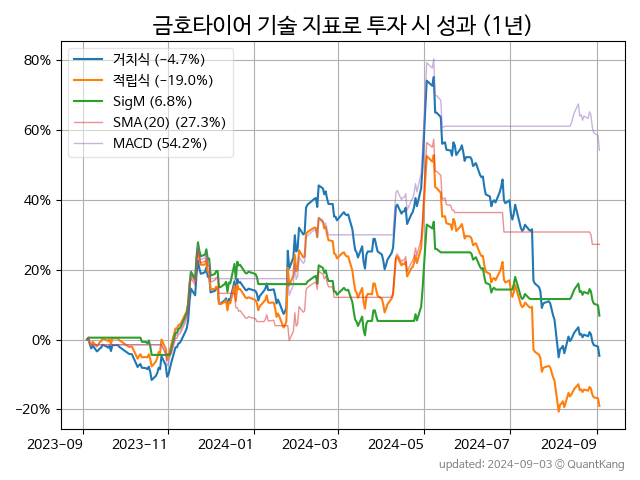 금호타이어 기술 지표로 투자 시 성과 (1년)
80%
60%
40%
20%
0%
−20%
거치식 (−4.7%)
적립식 (−19.0%)
SigM (6.8%)
SMA(20) (27.3%)
MACD (54.2%)
2023-09
2023-11
2024-01
2024-03
2024-05
2024-07
2024-09
updated: 2024-09-03 © QuantKang